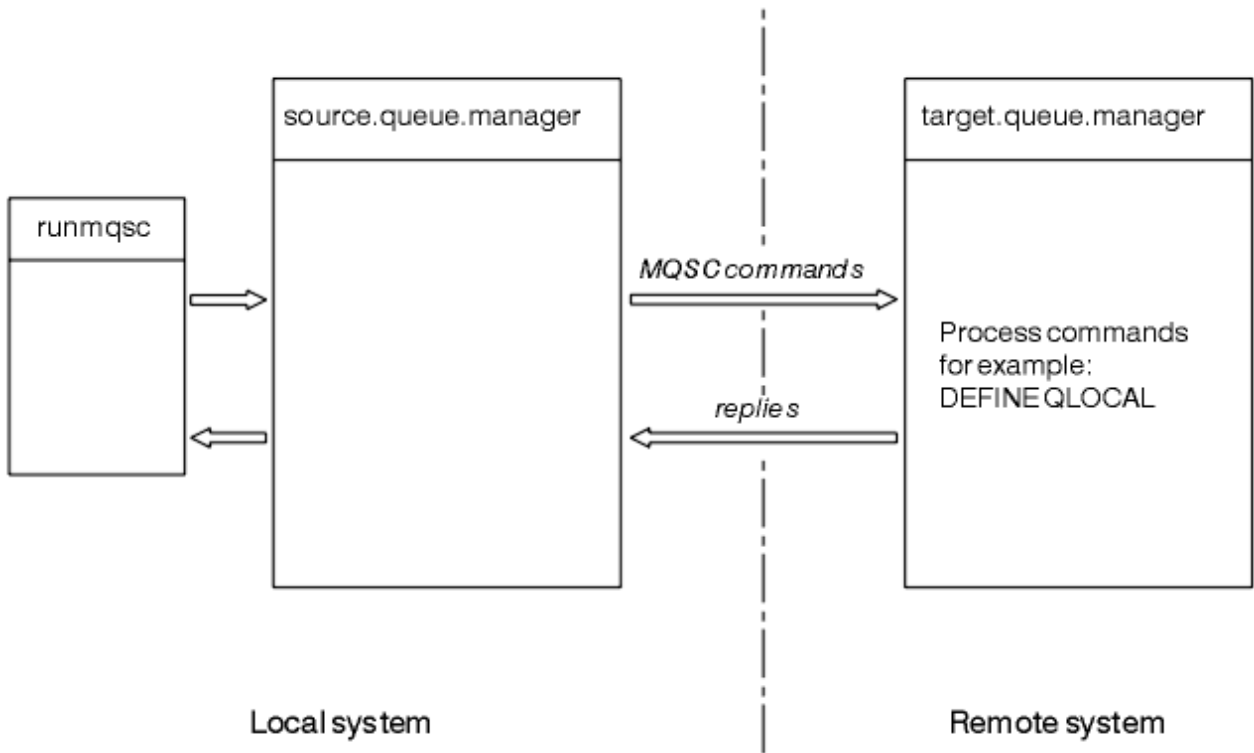 source.queue.manager
target.queue.manager
runmqsc
MQSC commands
Process commands
for example:
DEFINE QLOCAL
replies
Local system
Remote system